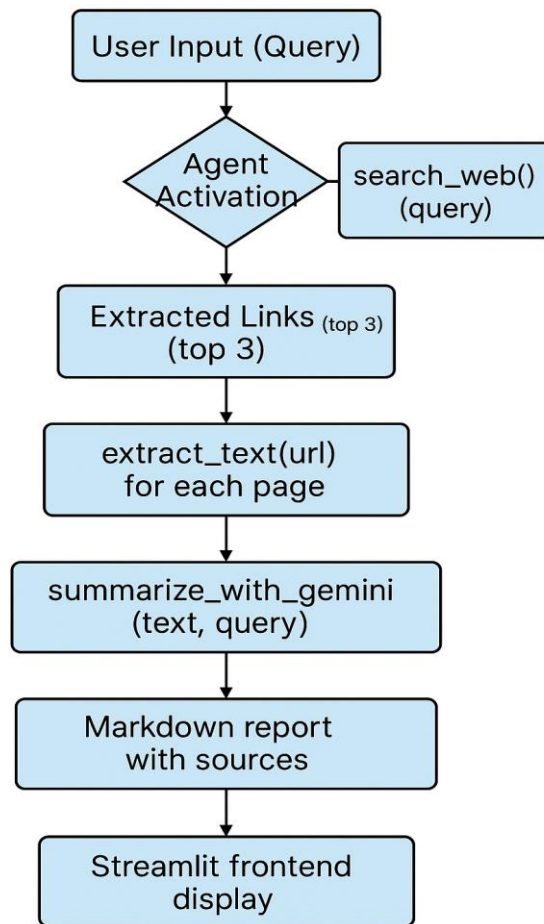 User Input (Query)
Agent
Activation
search_web()
(query)
Extracted Links (top 3)
(top 3)
extract_text(url)
for each page
summarize_with_gemini
(text, query)
Markdown report
with sources
Streamlit frontend
display